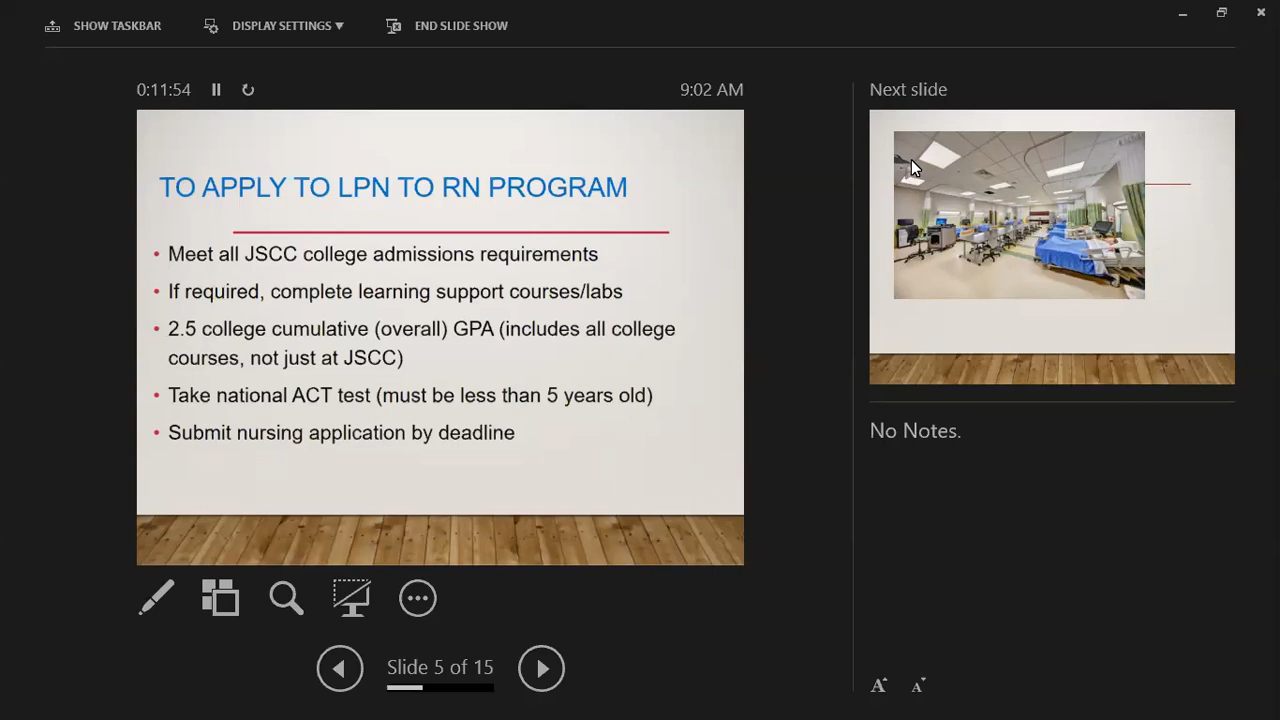 SHOW TASKBAR
DISPLAY SETTINGS ▼
END SLIDE SHOW
0:11:54
9:02 AM
TO APPLY TO LPN TO RN PROGRAM
• Meet all JSCC college admissions requirements
• If required, complete learning support courses/labs
• 2.5 college cumulative (overall) GPA (includes all college
courses, not just at JSCC)
• Take national ACT test (must be less than 5 years old)
• Submit nursing application by deadline
Slide 5 of 15
Next slide
No Notes.
A A